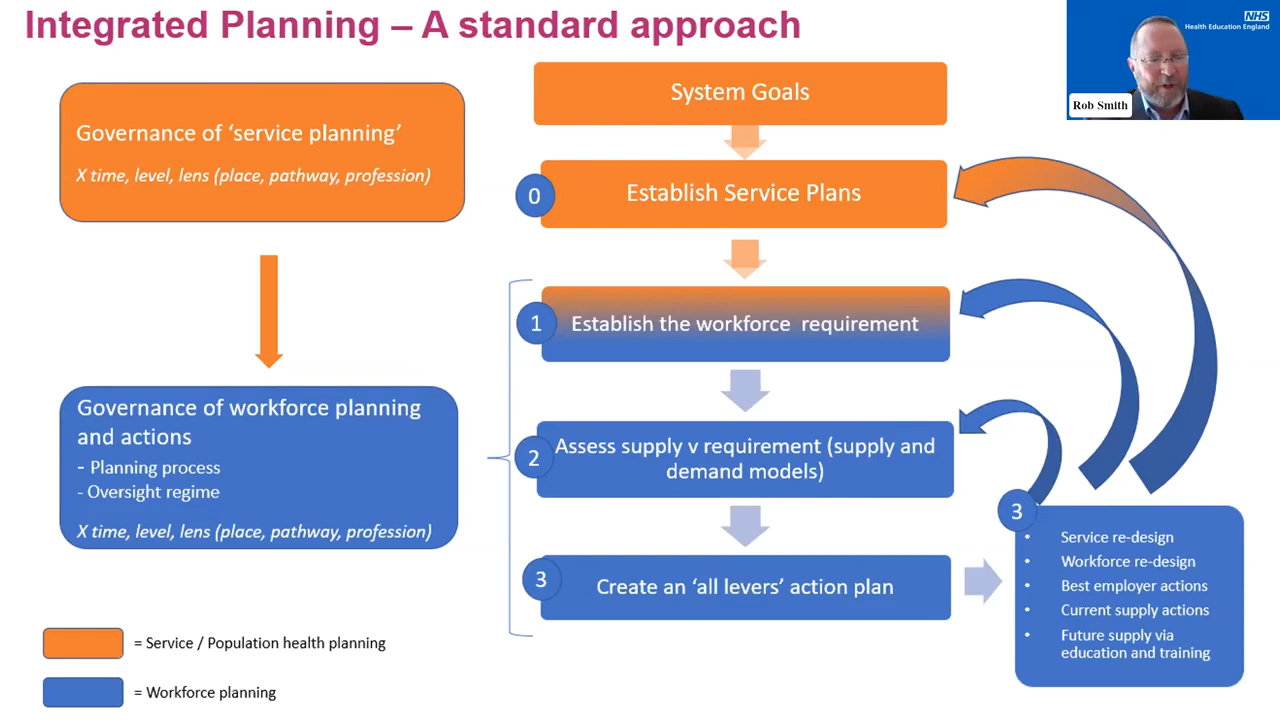 Integrated Planning – A standard approach
NHS
Health Education England
Rob Smith
Governance of ‘service planning’
X time, level, lens (place, pathway, profession)
System Goals
0
Establish Service Plans
1
Establish the workforce requirement
Governance of workforce planning
and actions
- Planning process
- Oversight regime
X time, level, lens (place, pathway, profession)
2
Assess supply v requirement (supply and
demand models)
3
Create an ‘all levers’ action plan
3
• Service re-design
• Workforce re-design
• Best employer actions
• Current supply actions
• Future supply via
education and training
= Service / Population health planning
= Workforce planning